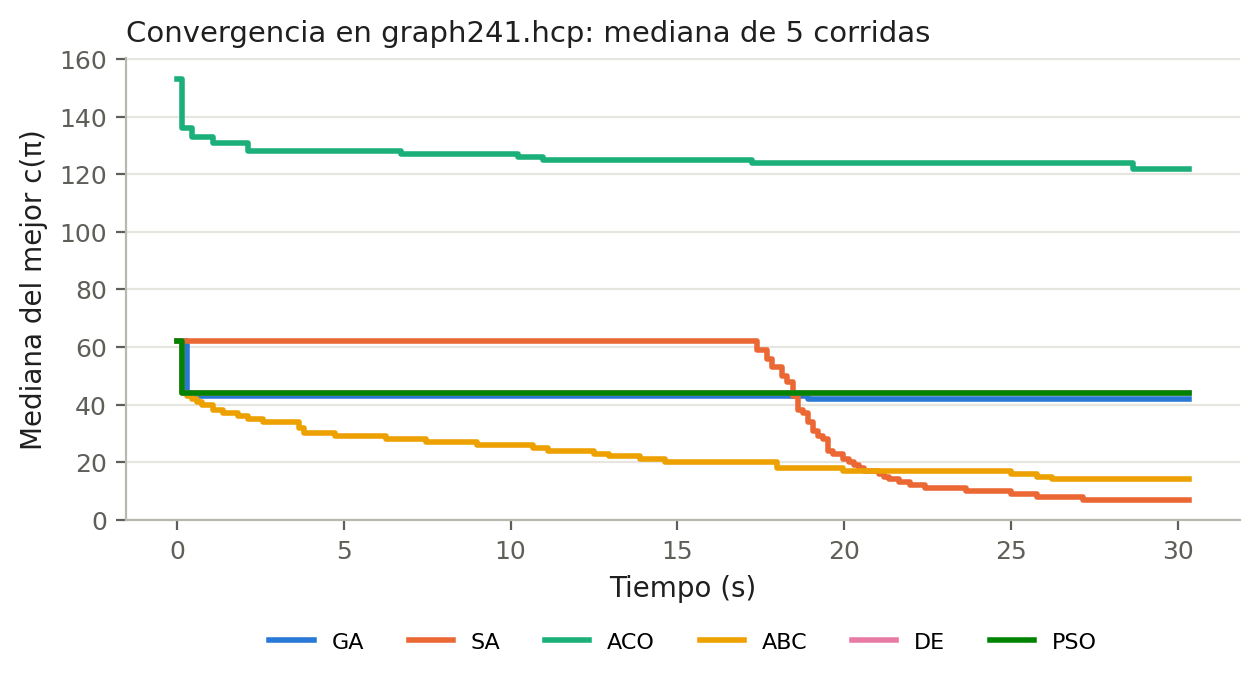 Convergencia en graph241.hcp: mediana de 5 corridas
160
140
120
100
80
60
40
20
0
Mediana del mejor c(π)
0 5 10 15 20 25 30
Tiempo (s)
GA SA ACO ABC DE PSO